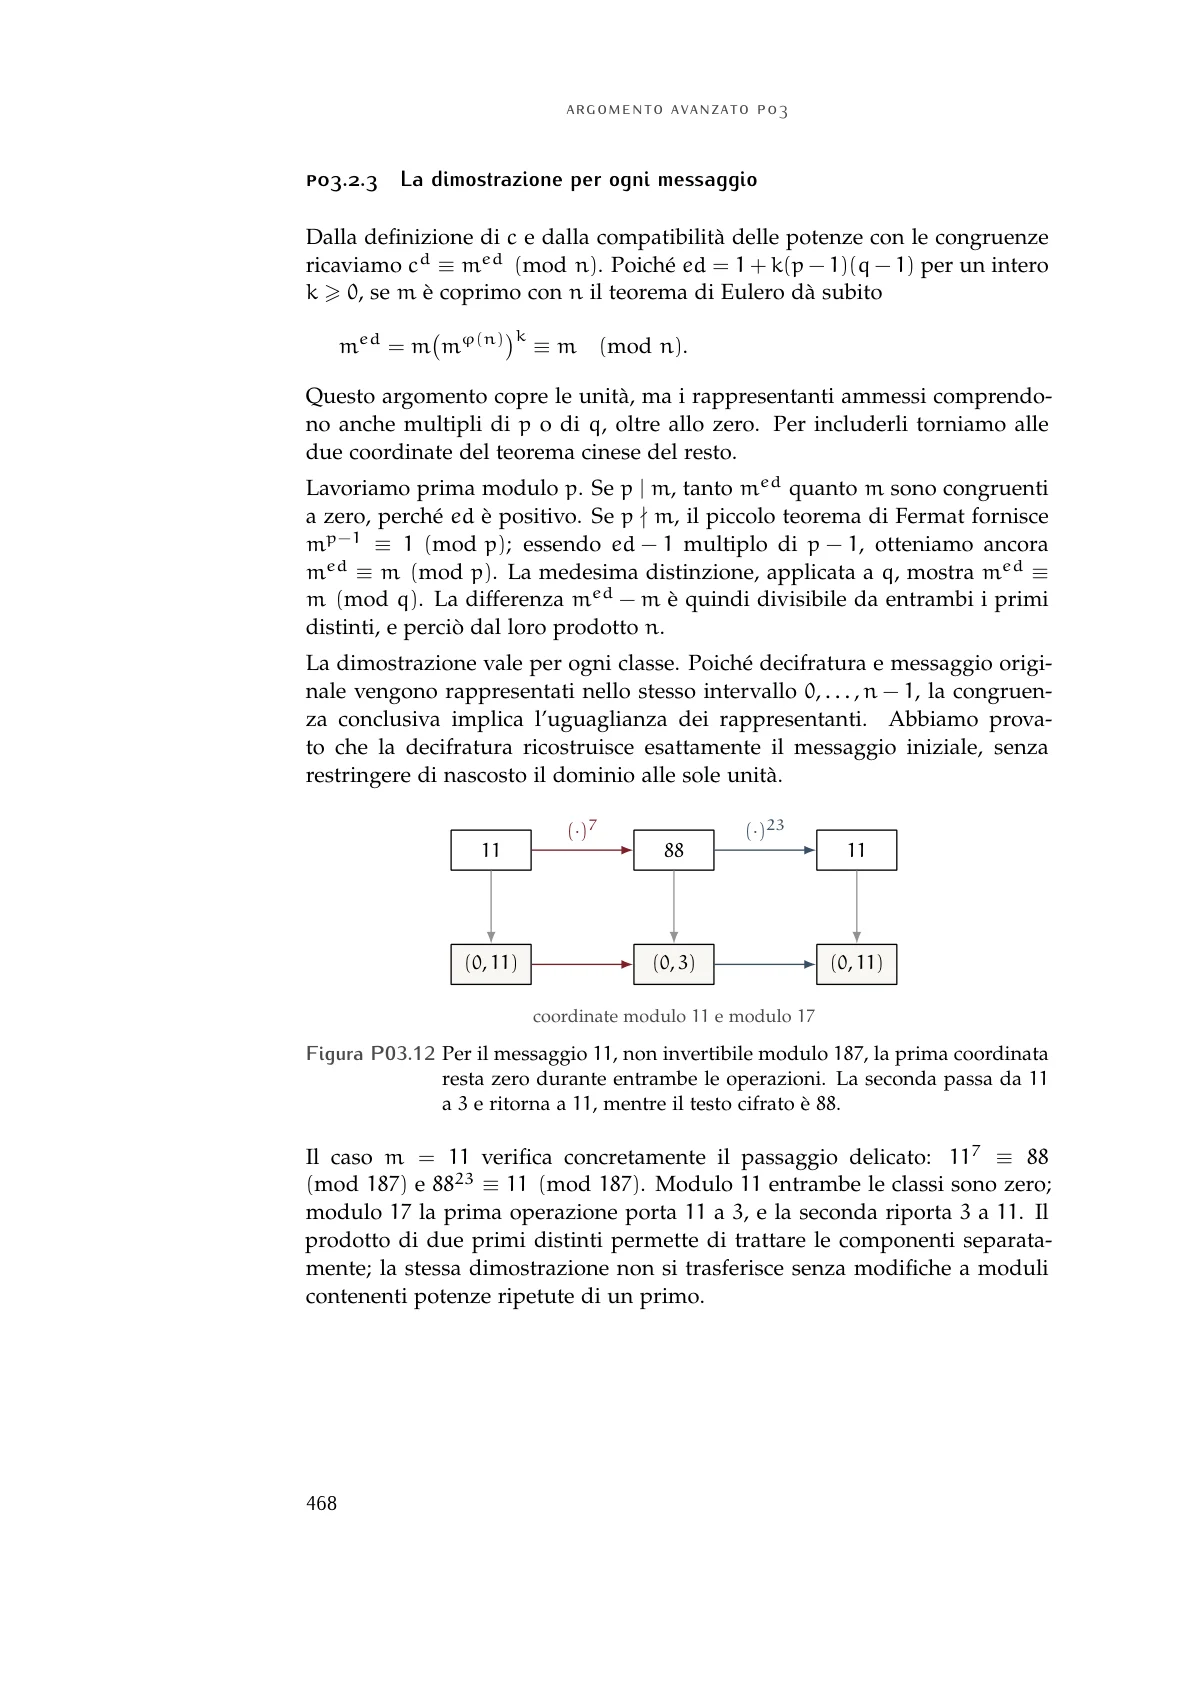 ARGOMENTO AVANZATO P03
P03.2.3 La dimostrazione per ogni messaggio
Dalla definizione di c e dalla compatibilità delle potenze con le congruenze
ricaviamo c^d ≡ m^{ed} (mod n). Poiché ed = 1 + k(p − 1)(q − 1) per un intero
k ⩾ 0, se m è coprimo con n il teorema di Eulero dà subito
m^{ed} = m(m^{φ(n)})^k ≡ m (mod n).
Questo argomento copre le unità, ma i rappresentanti ammessi comprendo-
no anche multipli di p o di q, oltre allo zero. Per includerli torniamo alle
due coordinate del teorema cinese del resto.
Lavoriamo prima modulo p. Se p | m, tanto m^{ed} quanto m sono congruenti
a zero, perché ed è positivo. Se p ∤ m, il piccolo teorema di Fermat fornisce
m^{p−1} ≡ 1 (mod p); essendo ed − 1 multiplo di p − 1, otteniamo ancora
m^{ed} ≡ m (mod p). La medesima distinzione, applicata a q, mostra m^{ed} ≡
m (mod q). La differenza m^{ed} − m è quindi divisibile da entrambi i primi
distinti, e perciò dal loro prodotto n.
La dimostrazione vale per ogni classe. Poiché decifratura e messaggio origi-
nale vengono rappresentati nello stesso intervallo 0, . . . , n − 1, la congruen-
za conclusiva implica l’uguaglianza dei rappresentanti. Abbiamo prova-
to che la decifratura ricostruisce esattamente il messaggio iniziale, senza
restringere di nascosto il dominio alle sole unità.
(·)^7 (·)^{23}
11 88 11
(0, 11) (0, 3) (0, 11)
coordinate modulo 11 e modulo 17
Figura P03.12 Per il messaggio 11, non invertibile modulo 187, la prima coordinata
resta zero durante entrambe le operazioni. La seconda passa da 11
a 3 e ritorna a 11, mentre il testo cifrato è 88.
Il caso m = 11 verifica concretamente il passaggio delicato: 11^7 ≡ 88
(mod 187) e 88^{23} ≡ 11 (mod 187). Modulo 11 entrambe le classi sono zero;
modulo 17 la prima operazione porta 11 a 3, e la seconda riporta 3 a 11. Il
prodotto di due primi distinti permette di trattare le componenti separata-
mente; la stessa dimostrazione non si trasferisce senza modifiche a moduli
contenenti potenze ripetute di un primo.
468